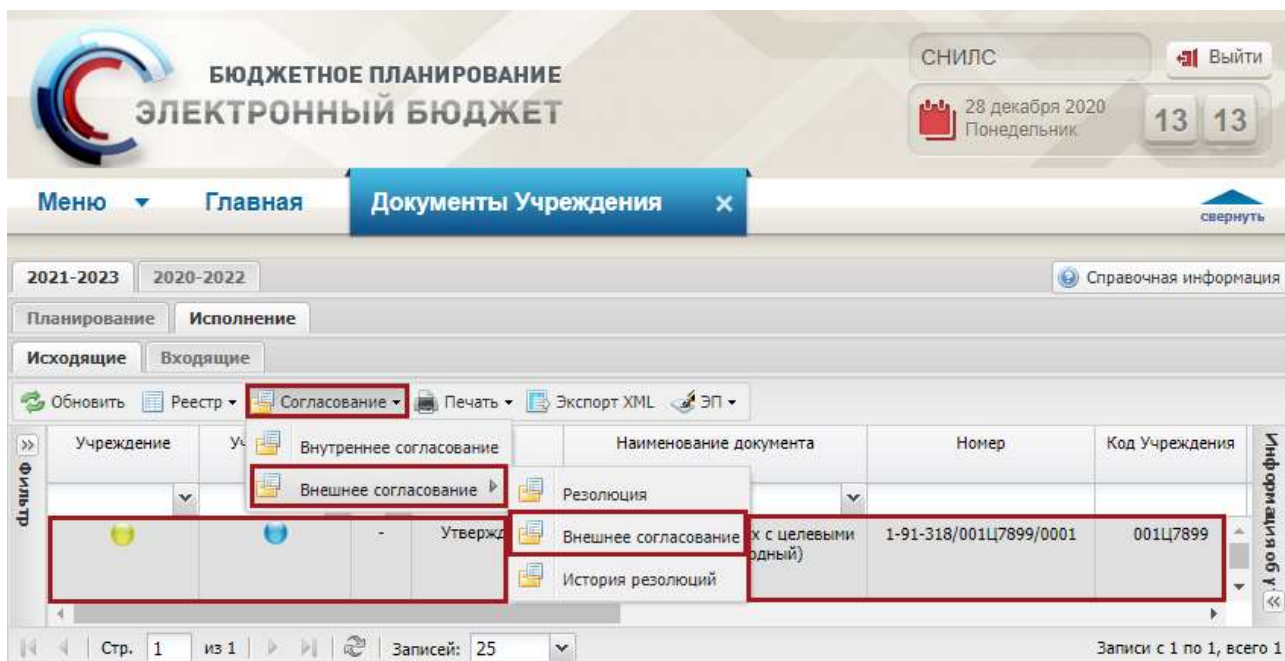 БЮДЖЕТНОЕ ПЛАНИРОВАНИЕ
ЭЛЕКТРОННЫЙ БЮДЖЕТ
СНИЛС
Выйти
28 декабря 2020
Понедельник
13 13
Меню
Главная
Документы Учреждения
свернуть
2021-2023 2020-2022
Справочная информация
Планирование Исполнение
Исходящие Входящие
Обновить Реестр Согласование Печать Экспорт XML ЭП
Учреждение
Наименование документа
Номер
Код Учреждения
Фильтр
Внутреннее согласование
Внешнее согласование
Резолюция
Внешнее согласование
История резолюций
- Утвержд
х с целевыми
1-91-318/001Ц7899/0001
001Ц7899
Информация об
Стр. 1 из 1 Записей: 25
Записи с 1 по 1, всего 1